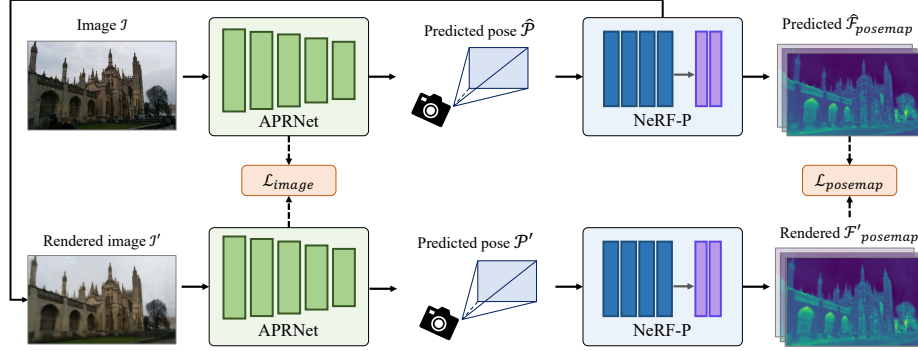 Image ℐ
APRNet
Predicted pose 𝒫̂
NeRF-P
Predicted ℱ̂posemap
ℒimage
ℒposemap
Rendered image ℐ′
APRNet
Predicted pose 𝒫′
NeRF-P
Rendered ℱ′posemap